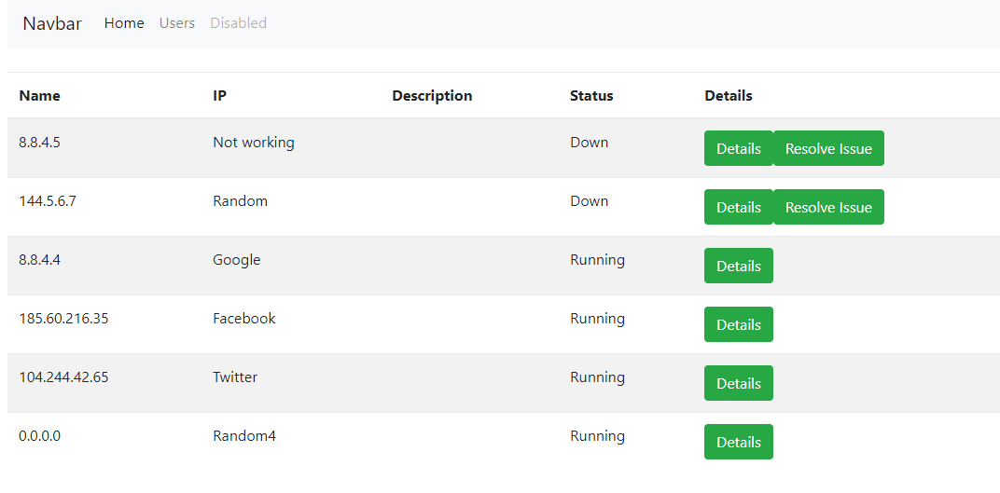 Navbar Home Users Disabled
Name IP Description Status Details
8.8.4.5 Not working Down Details Resolve Issue
144.5.6.7 Random Down Details Resolve Issue
8.8.4.4 Google Running Details
185.60.216.35 Facebook Running Details
104.244.42.65 Twitter Running Details
0.0.0.0 Random4 Running Details